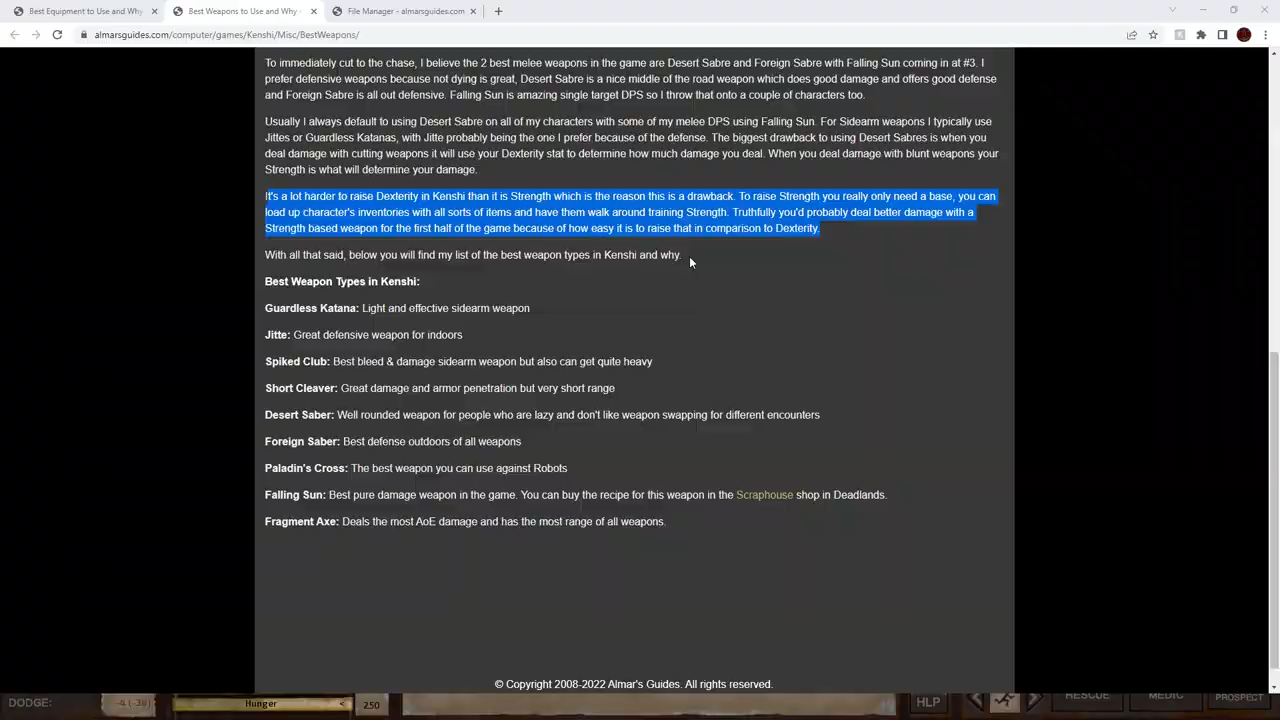 Best Equipment to Use and Why
Best Weapons to Use and Why -
File Manager - almarsguides.com/
almarsguides.com/computer/games/Kenshi/Misc/BestWeapons/
To immediately cut to the chase, I believe the 2 best melee weapons in the game are Desert Sabre and Foreign Sabre with Falling Sun coming in at #3. I
prefer defensive weapons because not dying is great, Desert Sabre is a nice middle of the road weapon which does good damage and offers good defense
and Foreign Sabre is all out defensive. Falling Sun is amazing single target DPS so I throw that onto a couple of characters too.
Usually I always default to using Desert Sabre on all of my characters with some of my melee DPS using Falling Sun. For Sidearm weapons I typically use
Jittes or Guardless Katanas, with Jitte probably being the one I prefer because of the defense. The biggest drawback to using Desert Sabres is when you
deal damage with cutting weapons it will use your Dexterity stat to determine how much damage you deal. When you deal damage with blunt weapons your
Strength is what will determine your damage.
It's a lot harder to raise Dexterity in Kenshi than it is Strength which is the reason this is a drawback. To raise Strength you really only need a base, you can
load up character's inventories with all sorts of items and have them walk around training Strength. Truthfully you'd probably deal better damage with a
Strength based weapon for the first half of the game because of how easy it is to raise that in comparison to Dexterity.
With all that said, below you will find my list of the best weapon types in Kenshi and why.
Best Weapon Types in Kenshi:
Guardless Katana: Light and effective sidearm weapon
Jitte: Great defensive weapon for indoors
Spiked Club: Best bleed & damage sidearm weapon but also can get quite heavy
Short Cleaver: Great damage and armor penetration but very short range
Desert Saber: Well rounded weapon for people who are lazy and don't like weapon swapping for different encounters
Foreign Saber: Best defense outdoors of all weapons
Paladin's Cross: The best weapon you can use against Robots
Falling Sun: Best pure damage weapon in the game. You can buy the recipe for this weapon in the Scraphouse shop in Deadlands.
Fragment Axe: Deals the most AoE damage and has the most range of all weapons.
© Copyright 2008-2022 Almar's Guides. All rights reserved.
DODGE:
Hunger
250
HLP
RESCUE
MEDIC
PROSPECT